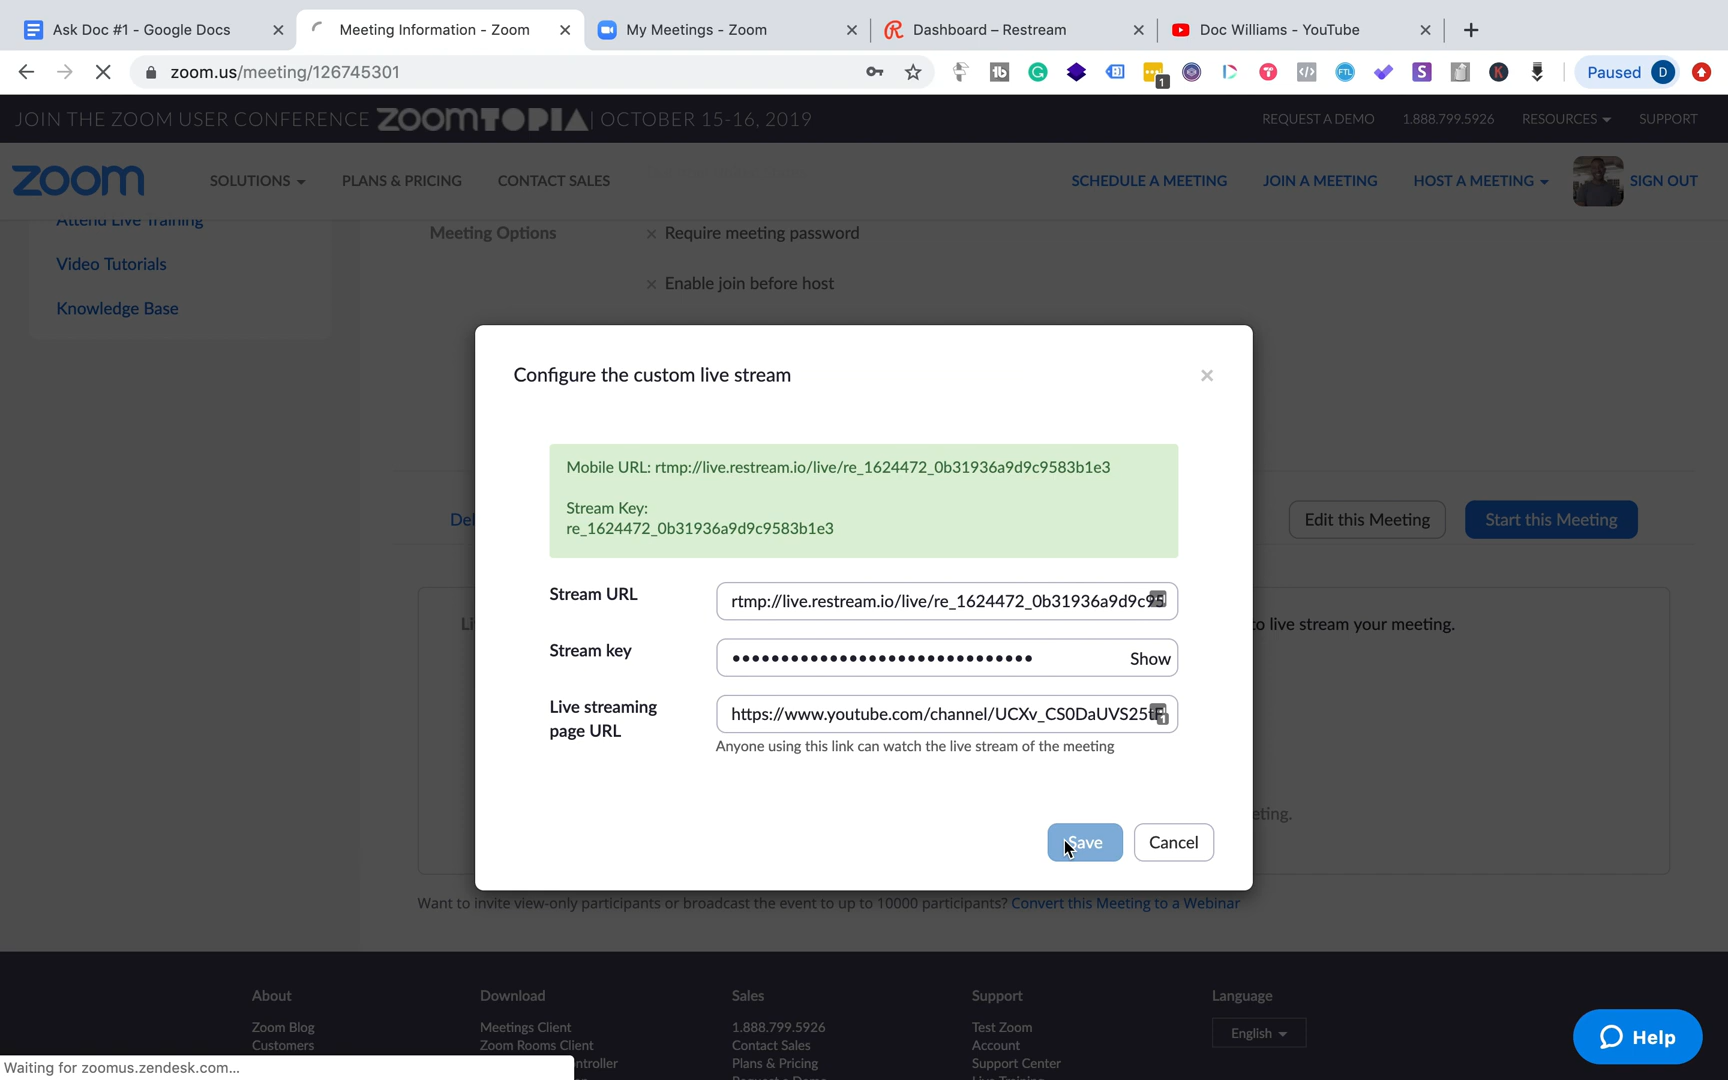 Ask Doc #1 - Google Docs
Meeting Information - Zoom
My Meetings - Zoom
Dashboard – Restream
Doc Williams - YouTube
zoom.us/meeting/126745301
Paused D
JOIN THE ZOOM USER CONFERENCE ZOOMTOPIA | OCTOBER 15-16, 2019
REQUEST A DEMO 1.888.799.5926 RESOURCES SUPPORT
zoom SOLUTIONS PLANS & PRICING CONTACT SALES SCHEDULE A MEETING JOIN A MEETING HOST A MEETING SIGN OUT
Attend Live Training
Video Tutorials
Knowledge Base
Meeting Options
Require meeting password
Enable join before host
Configure the custom live stream
Mobile URL: rtmp://live.restream.io/live/re_1624472_0b31936a9d9c9583b1e3
Stream Key:
re_1624472_0b31936a9d9c9583b1e3
Del
Edit this Meeting
Start this Meeting
Stream URL
rtmp://live.restream.io/live/re_1624472_0b31936a9d9c95
Li
to live stream your meeting.
Stream key
•••••••••••••••••••••••••••••••
Show
Live streaming
page URL
https://www.youtube.com/channel/UCXv_CS0DaUVS25tF
Anyone using this link can watch the live stream of the meeting
eting.
Save
Cancel
Want to invite view-only participants or broadcast the event to up to 10000 participants? Convert this Meeting to a Webinar
About
Zoom Blog
Customers
Download
Meetings Client
Zoom Rooms Client
ntroller
Sales
1.888.799.5926
Contact Sales
Plans & Pricing
Support
Test Zoom
Account
Support Center
Language
English
Help
Waiting for zoomus.zendesk.com...